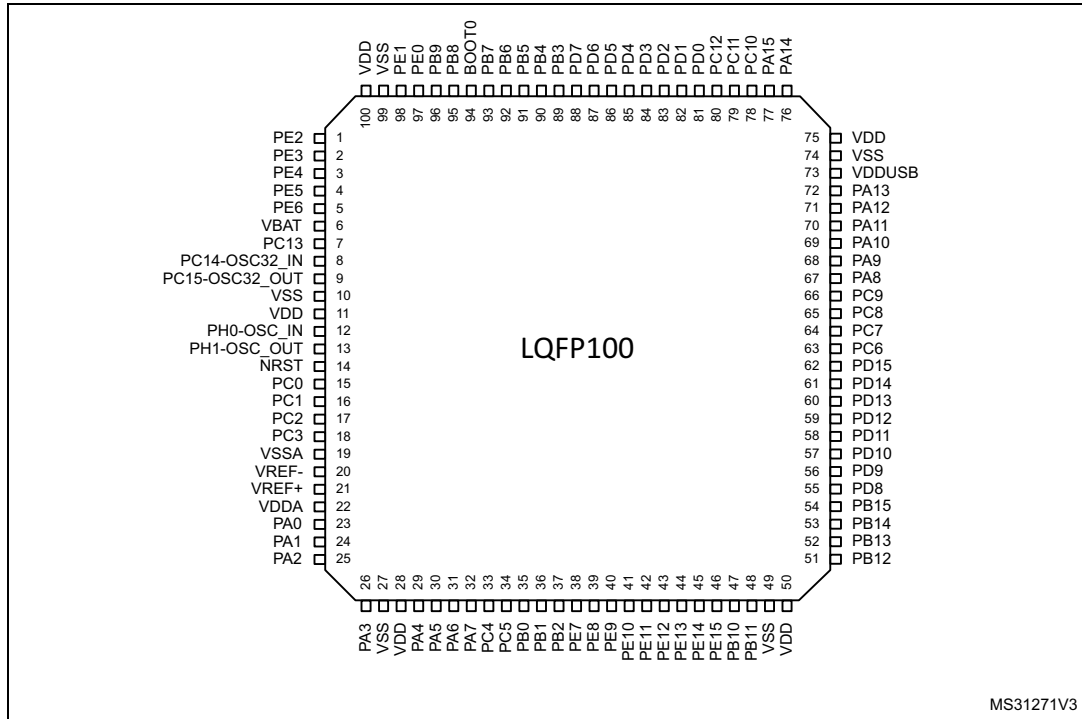 VDD VSS PE1 PE0 PB9 PB8 BOOT0 PB7 PB6 PB5 PB4 PB3 PD7 PD6 PD5 PD4 PD3 PD2 PD1 PD0 PC12 PC11 PC10 PA15 PA14
100 99 98 97 96 95 94 93 92 91 90 89 88 87 86 85 84 83 82 81 80 79 78 77 76
PE2 1
PE3 2
PE4 3
PE5 4
PE6 5
VBAT 6
PC13 7
PC14-OSC32_IN 8
PC15-OSC32_OUT 9
VSS 10
VDD 11
PH0-OSC_IN 12
PH1-OSC_OUT 13
NRST 14
PC0 15
PC1 16
PC2 17
PC3 18
VSSA 19
VREF- 20
VREF+ 21
VDDA 22
PA0 23
PA1 24
PA2 25
LQFP100
75 VDD
74 VSS
73 VDDUSB
72 PA13
71 PA12
70 PA11
69 PA10
68 PA9
67 PA8
66 PC9
65 PC8
64 PC7
63 PC6
62 PD15
61 PD14
60 PD13
59 PD12
58 PD11
57 PD10
56 PD9
55 PD8
54 PB15
53 PB14
52 PB13
51 PB12
26 27 28 29 30 31 32 33 34 35 36 37 38 39 40 41 42 43 44 45 46 47 48 49 50
PA3 VSS VDD PA4 PA5 PA6 PA7 PC4 PC5 PB0 PB1 PB2 PE7 PE8 PE9 PE10 PE11 PE12 PE13 PE14 PE15 PB10 PB11 VSS VDD
MS31271V3